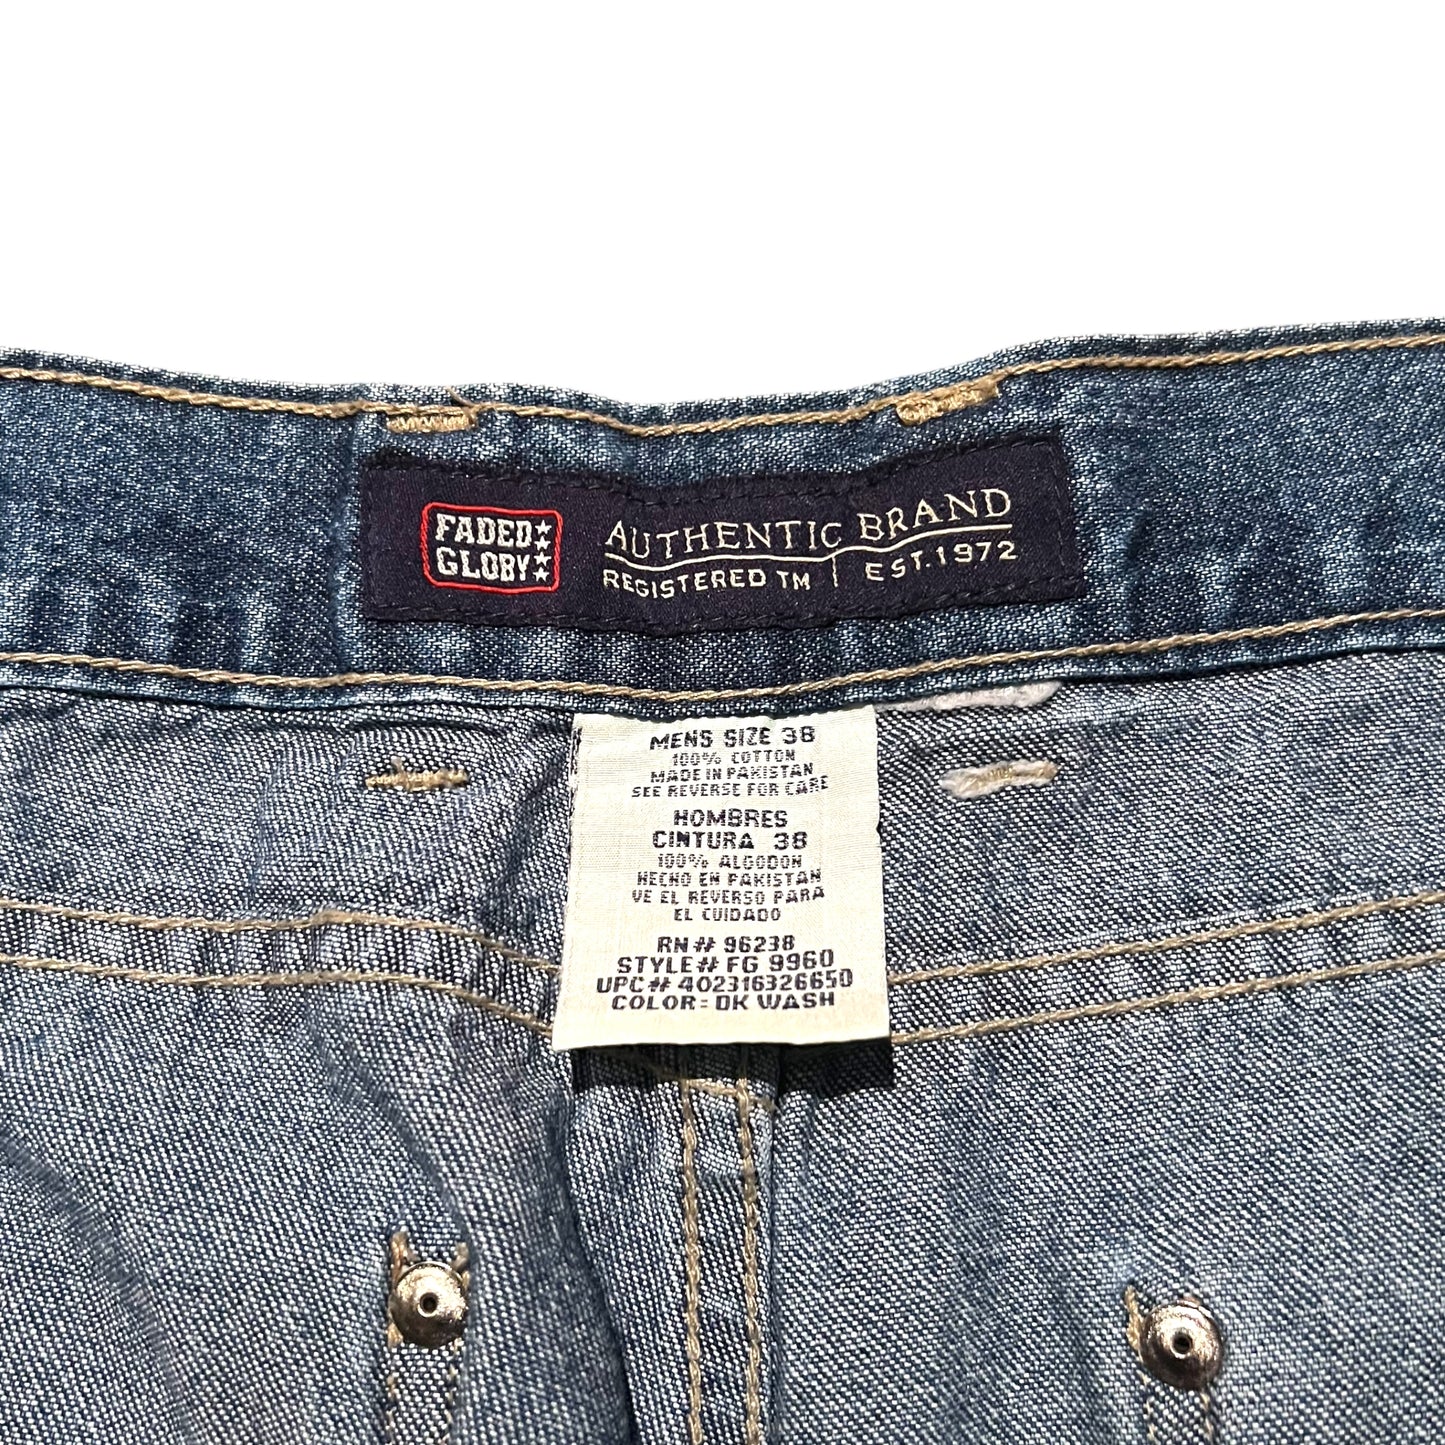 FADED
GLORY
AUTHENTIC BRAND
REGISTERED TM | EST. 1972
MENS SIZE 38
100% COTTON
MADE IN PAKISTAN
SEE REVERSE FOR CARE
HOMBRES
CINTURA 38
100% ALGODON
HECHO EN PAKISTAN
VE EL REVERSO PARA
EL CUIDADO
RN# 96238
STYLE# FG 9960
UPC# 402316326650
COLOR: DK WASH